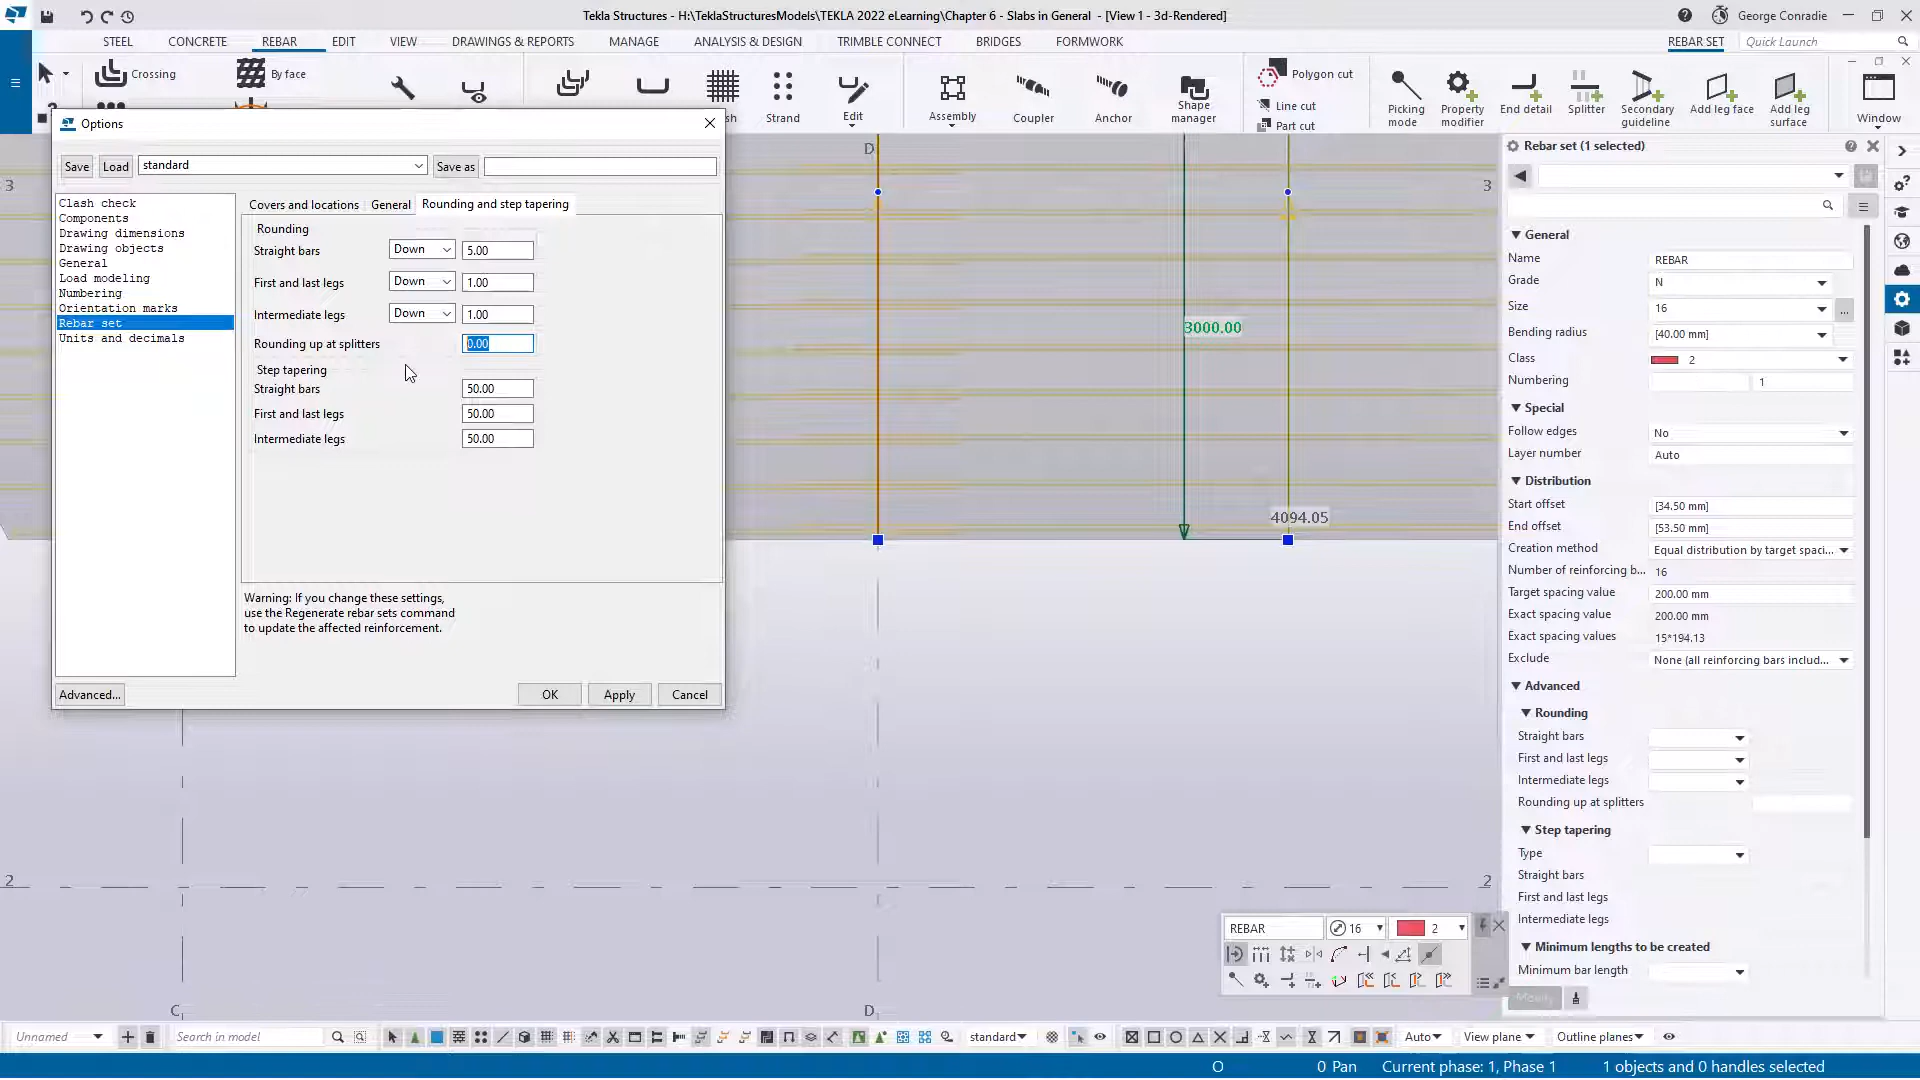 Tekla Structures - H:\TeklaStructuresModels\TEKLA 2022 eLearning\Chapter 6 - Slabs in General - [View 1 - 3d-Rendered]
George Conradie
STEEL CONCRETE REBAR EDIT VIEW DRAWINGS & REPORTS MANAGE ANALYSIS & DESIGN TRIMBLE CONNECT BRIDGES FORMWORK
REBAR SET Quick Launch
Crossing
By face
Strand
Edit
Assembly
Coupler
Anchor
Shape manager
Polygon cut
Line cut
Part cut
Picking mode
Property modifier
End detail
Splitter
Secondary guideline
Add leg face
Add leg surface
Window
Options
Save Load standard Save as
Clash check
Components
Drawing dimensions
Drawing objects
General
Load modeling
Numbering
Orientation marks
Rebar set
Units and decimals
Covers and locations General Rounding and step tapering
Rounding
Straight bars Down 5.00
First and last legs Down 1.00
Intermediate legs Down 1.00
Rounding up at splitters 0.00
Step tapering
Straight bars 50.00
First and last legs 50.00
Intermediate legs 50.00
Warning: If you change these settings,
use the Regenerate rebar sets command
to update the affected reinforcement.
Advanced... OK Apply Cancel
D
3
3
3000.00
4094.05
2
2
C
D
Rebar set (1 selected)
General
Name REBAR
Grade N
Size 16 ...
Bending radius [40.00 mm]
Class 2
Numbering 1
Special
Follow edges No
Layer number Auto
Distribution
Start offset [34.50 mm]
End offset [53.50 mm]
Creation method Equal distribution by target spaci...
Number of reinforcing b... 16
Target spacing value 200.00 mm
Exact spacing value 200.00 mm
Exact spacing values 15*194.13
Exclude None (all reinforcing bars includ...
Advanced
Rounding
Straight bars
First and last legs
Intermediate legs
Rounding up at splitters
Step tapering
Type
Straight bars
First and last legs
Intermediate legs
Minimum lengths to be created
Minimum bar length
Modify
REBAR 16 2
Unnamed Search in model standard Auto View plane Outline planes
O 0 Pan Current phase: 1, Phase 1 1 objects and 0 handles selected